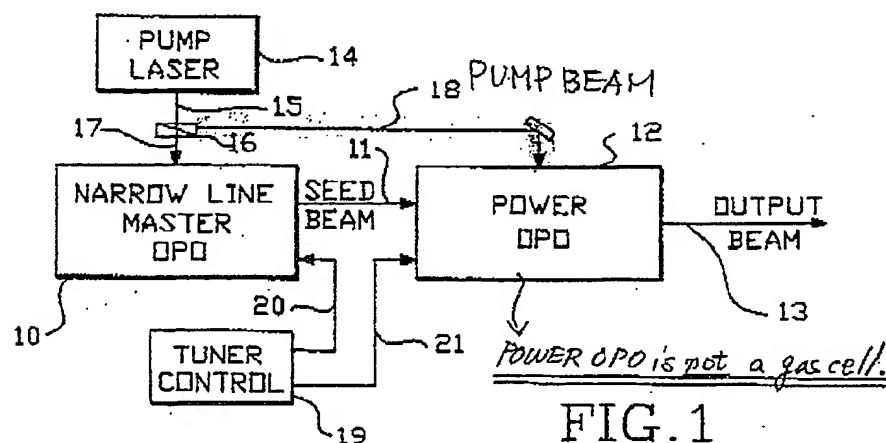 PUMP
LASER
14
15
18 PUMP BEAM
17
16
12
11
NARROW LINE
MASTER
OPO
SEED
BEAM
POWER
OPO
OUTPUT
BEAM
10
20
21
13
TUNER
CONTROL
19
POWER OPO is not a gas cell.
FIG.1